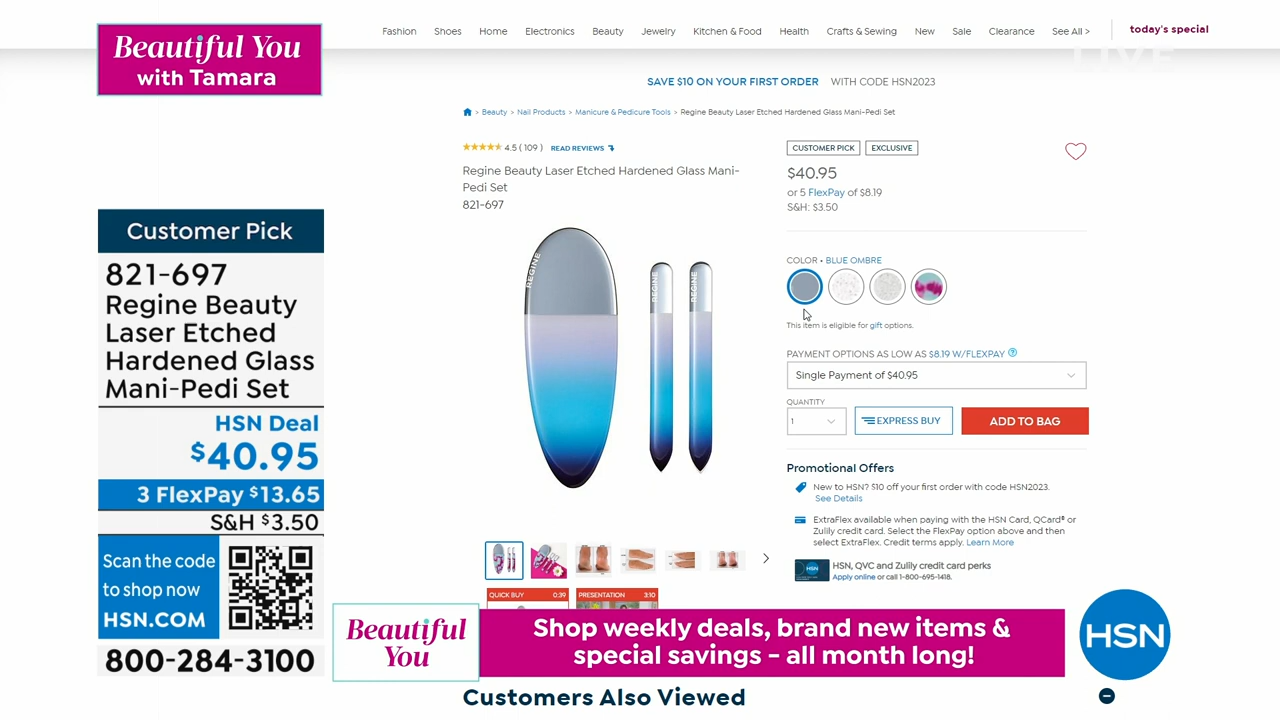 Beautiful You
with Tamara
Fashion Shoes Home Electronics Beauty Jewelry Kitchen & Food Health Crafts & Sewing New Sale Clearance See All > today's special
LIVE
SAVE $10 ON YOUR FIRST ORDER WITH CODE HSN2023
> Beauty > Nail Products > Manicure & Pedicure Tools > Regine Beauty Laser Etched Hardened Glass Mani-Pedi Set
4.5 ( 109 ) READ REVIEWS
Regine Beauty Laser Etched Hardened Glass Mani-
Pedi Set
821-697
REGINE
REGINE
REGINE
CUSTOMER PICK EXCLUSIVE
$40.95
or 5 FlexPay of $8.19
S&H: $3.50
COLOR • BLUE OMBRE
This item is eligible for gift options.
PAYMENT OPTIONS AS LOW AS $8.19 W/FLEXPAY ?
Single Payment of $40.95
QUANTITY
1
EXPRESS BUY
ADD TO BAG
Promotional Offers
New to HSN? $10 off your first order with code HSN2023.
See Details
ExtraFlex available when paying with the HSN Card, QCard® or
Zulily credit card. Select the FlexPay option above and then
select ExtraFlex. Credit terms apply. Learn More
HSN
HSN, QVC and Zulily credit card perks
Apply online or call 1-800-695-1418.
QUICK BUY 0:39
PRESENTATION 3:10
Customer Pick
821-697
Regine Beauty
Laser Etched
Hardened Glass
Mani-Pedi Set
HSN Deal
$40.95
3 FlexPay $13.65
S&H $3.50
Scan the code
to shop now
HSN.COM
800-284-3100
Beautiful
You
Shop weekly deals, brand new items &
special savings – all month long!
HSN
Customers Also Viewed